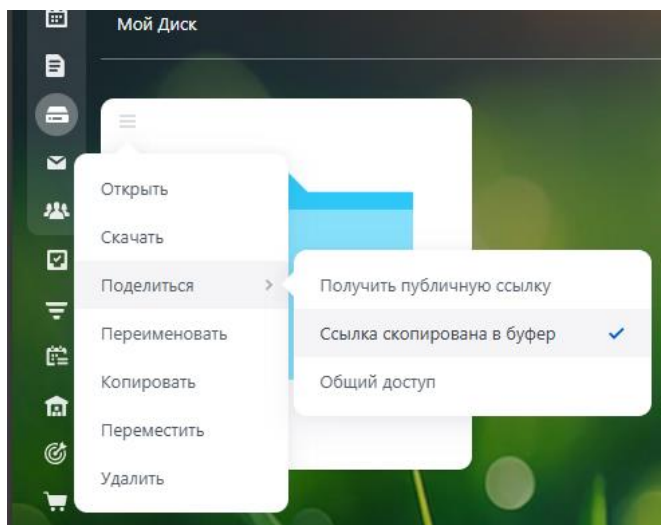 Мой Диск
Открыть
Скачать
Поделиться
Переименовать
Копировать
Переместить
Удалить
Получить публичную ссылку
Ссылка скопирована в буфер
Общий доступ